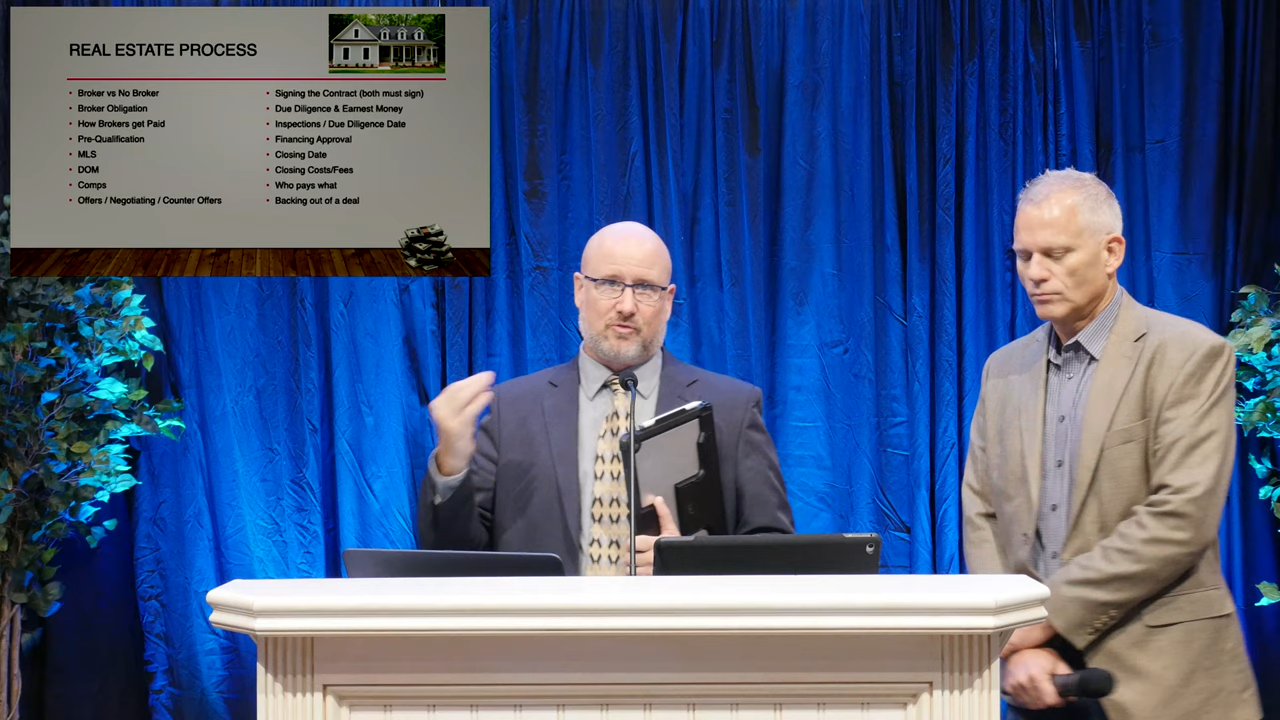 REAL ESTATE PROCESS
• Broker vs No Broker
• Broker Obligation
• How Brokers get Paid
• Pre-Qualification
• MLS
• DOM
• Comps
• Offers / Negotiating / Counter Offers
• Signing the Contract (both must sign)
• Due Diligence & Earnest Money
• Inspections / Due Diligence Date
• Financing Approval
• Closing Date
• Closing Costs/Fees
• Who pays what
• Backing out of a deal